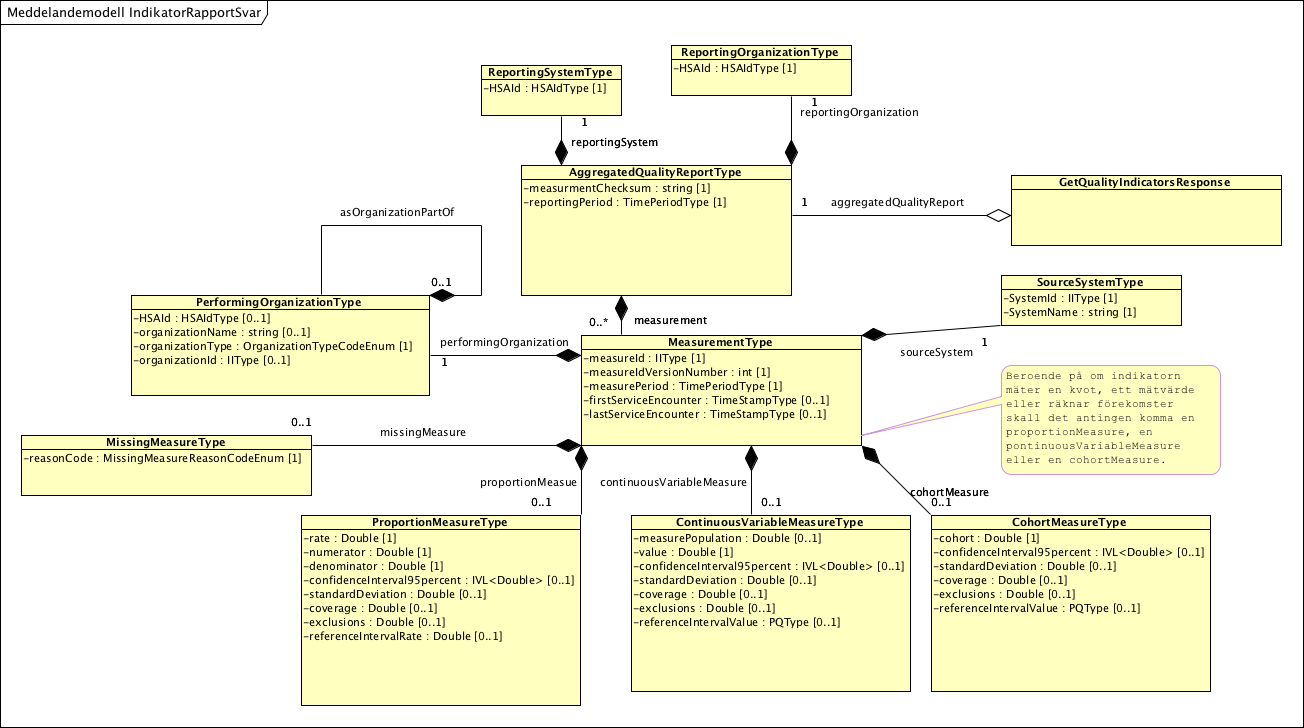 Meddelandemodell IndikatorRapportSvar
ReportingOrganizationType
-HSAId : HSAIdType [1]
ReportingSystemType
-HSAId : HSAIdType [1]
1
reportingOrganization
1
reportingSystem
AggregatedQualityReportType
-measurmentChecksum : string [1]
-reportingPeriod : TimePeriodType [1]
GetQualityIndicatorsResponse
1
aggregatedQualityReport
asOrganizationPartOf
0..1
PerformingOrganizationType
-HSAId : HSAIdType [0..1]
-organizationName : string [0..1]
-organizationType : OrganizationTypeCodeEnum [1]
-organizationId : IIType [0..1]
SourceSystemType
-SystemId : IIType [1]
-SystemName : string [1]
0..*
measurement
performingOrganization
1
MeasurementType
-measureId : IIType [1]
-measureIdVersionNumber : int [1]
-measurePeriod : TimePeriodType [1]
-firstServiceEncounter : TimeStampType [0..1]
-lastServiceEncounter : TimeStampType [0..1]
1
sourceSystem
Beroende på om indikatorn
mäter en kvot, ett mätvärde
eller räknar förekomster
skall det antingen komma en
proportionMeasure, en
pontinuousVariableMeasure
eller en cohortMeasure.
0..1
missingMeasure
MissingMeasureType
-reasonCode : MissingMeasureReasonCodeEnum [1]
proportionMeasue
0..1
continuousVariableMeasure
0..1
cohortMeasure
0..1
ProportionMeasureType
-rate : Double [1]
-numerator : Double [1]
-denominator : Double [1]
-confidenceInterval95percent : IVL<Double> [0..1]
-standardDeviation : Double [0..1]
-coverage : Double [0..1]
-exclusions : Double [0..1]
-referenceIntervalRate : Double [0..1]
ContinuousVariableMeasureType
-measurePopulation : Double [0..1]
-value : Double [1]
-confidenceInterval95percent : IVL<Double> [0..1]
-standardDeviation : Double [0..1]
-coverage : Double [0..1]
-exclusions : Double [0..1]
-referenceIntervalValue : PQType [0..1]
CohortMeasureType
-cohort : Double [1]
-confidenceInterval95percent : IVL<Double> [0..1]
-standardDeviation : Double [0..1]
-coverage : Double [0..1]
-exclusions : Double [0..1]
-referenceIntervalValue : PQType [0..1]